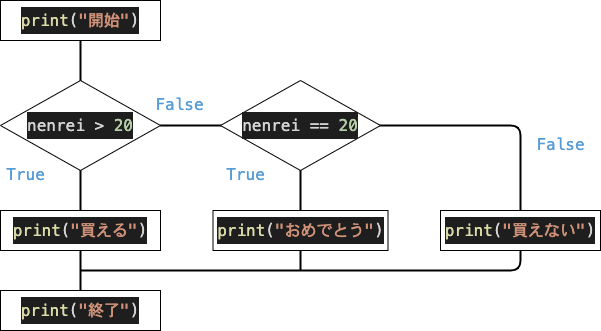 print("開始")
False
nenrei > 20
nenrei == 20
False
True
True
print("買える")
print("おめでとう")
print("買えない")
print("終了")